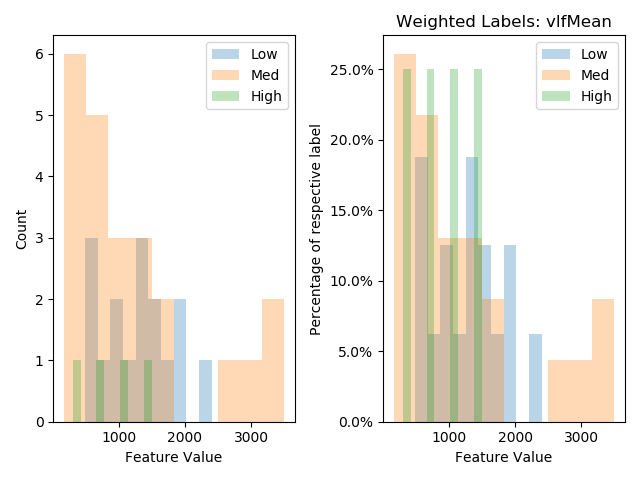 Weighted Labels: vlfMean
6
5
4
3
2
1
0
Count
1000 2000 3000
Feature Value
Low
Med
High
25.0%
20.0%
15.0%
10.0%
5.0%
0.0%
Percentage of respective label
1000 2000 3000
Feature Value
Low
Med
High